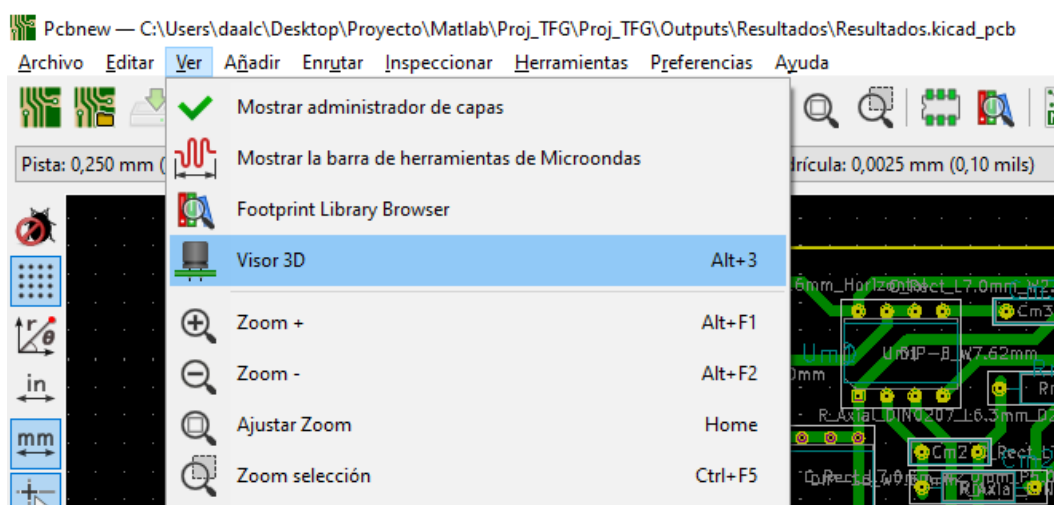 Pcbnew — C:\Users\daalc\Desktop\Proyecto\Matlab\Proj_TFG\Proj_TFG\Outputs\Resultados\Resultados.kicad_pcb
Archivo Editar Ver Añadir Enrutar Inspeccionar Herramientas Preferencias Ayuda
Mostrar administrador de capas
Mostrar la barra de herramientas de Microondas
Pista: 0,250 mm (
drícula: 0,0025 mm (0,10 mils)
Footprint Library Browser
Visor 3D Alt+3
Zoom + Alt+F1
Zoom - Alt+F2
Ajustar Zoom Home
Zoom selección Ctrl+F5
r θ
in
mm
Cm3
Cm2